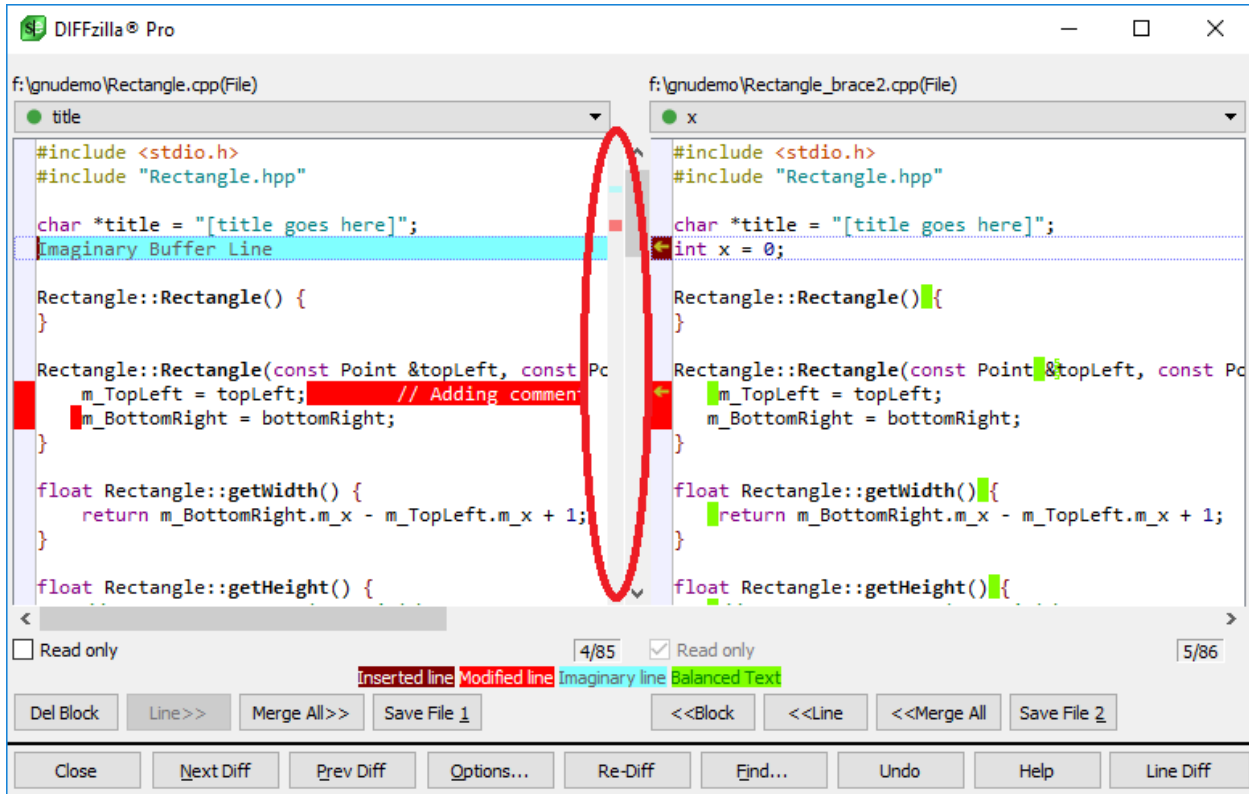 DIFFzilla® Pro
f:\gnudemo\Rectangle.cpp(File)
title
#include <stdio.h>
#include "Rectangle.hpp"
char *title = "[title goes here]";
Imaginary Buffer Line
Rectangle::Rectangle() {
}
Rectangle::Rectangle(const Point &topLeft, const Po
m_TopLeft = topLeft; // Adding comment
m_BottomRight = bottomRight;
}
float Rectangle::getWidth() {
return m_BottomRight.m_x - m_TopLeft.m_x + 1;
}
float Rectangle::getHeight() {
f:\gnudemo\Rectangle_brace2.cpp(File)
x
#include <stdio.h>
#include "Rectangle.hpp"
char *title = "[title goes here]";
int x = 0;
Rectangle::Rectangle() {
}
Rectangle::Rectangle(const Point &topLeft, const Po
m_TopLeft = topLeft;
m_BottomRight = bottomRight;
}
float Rectangle::getWidth() {
return m_BottomRight.m_x - m_TopLeft.m_x + 1;
}
float Rectangle::getHeight() {
Read only 4/85 Read only 5/86
Inserted line Modified line Imaginary line Balanced Text
Del Block Line>> Merge All>> Save File 1 <<Block <<Line <<Merge All Save File 2
Close Next Diff Prev Diff Options... Re-Diff Find... Undo Help Line Diff